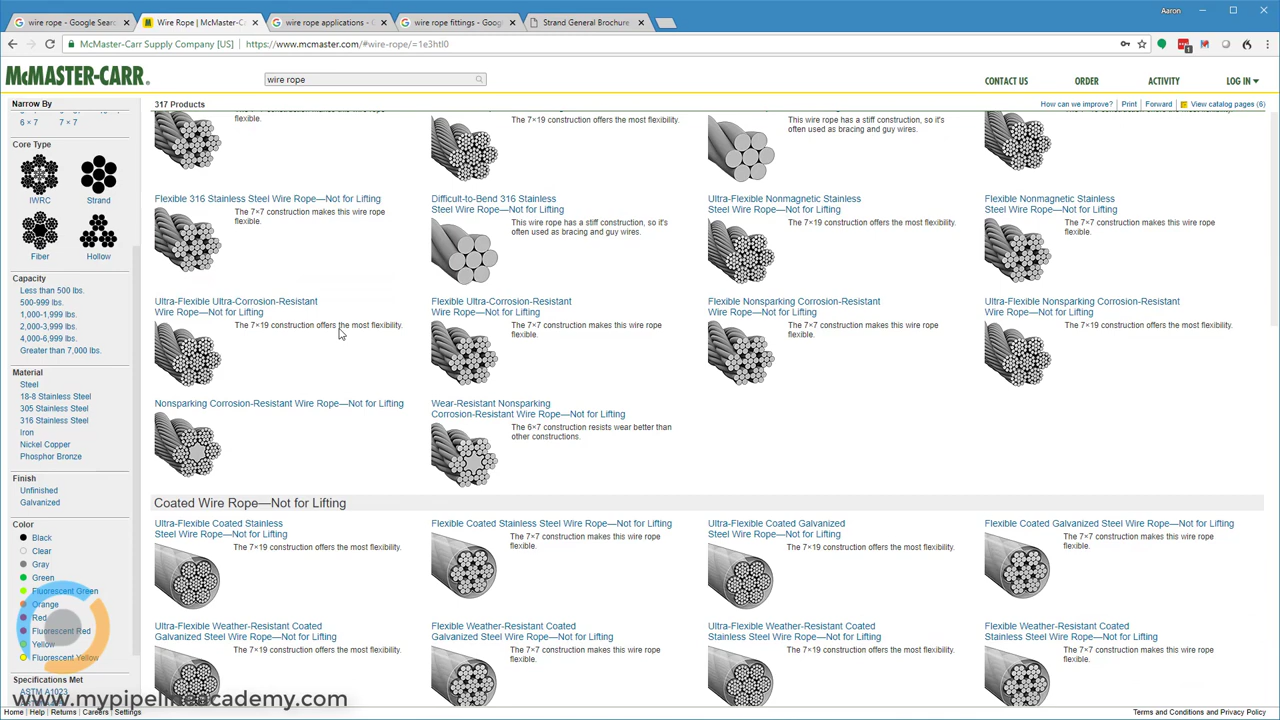 Aaron
wire rope - Google Sear
Wire Rope | McMaster-C
wire rope applications - G
wire rope fittings - Goog
Strand General Brochure
McMaster-Carr Supply Company [US]
https://www.mcmaster.com/#wire-rope/=1e3htl0
McMASTER-CARR.
wire rope
CONTACT US
ORDER
ACTIVITY
LOG IN
Narrow By
317 Products
How can we improve?
Print
Forward
View catalog pages (6)
6 × 7
7 × 7
flexible.
The 7×19 construction offers the most flexibility.
This wire rope has a stiff construction, so it's
often used as bracing and guy wires.
flexible.
Core Type
IWRC
Strand
Fiber
Hollow
Flexible 316 Stainless Steel Wire Rope—Not for Lifting
The 7×7 construction makes this wire rope
flexible.
Difficult-to-Bend 316 Stainless
Steel Wire Rope—Not for Lifting
This wire rope has a stiff construction, so it's
often used as bracing and guy wires.
Ultra-Flexible Nonmagnetic Stainless
Steel Wire Rope—Not for Lifting
The 7×19 construction offers the most flexibility.
Flexible Nonmagnetic Stainless
Steel Wire Rope—Not for Lifting
The 7×7 construction makes this wire rope
flexible.
Capacity
Less than 500 lbs.
500-999 lbs.
1,000-1,999 lbs.
2,000-3,999 lbs.
4,000-6,999 lbs.
Greater than 7,000 lbs.
Ultra-Flexible Ultra-Corrosion-Resistant
Wire Rope—Not for Lifting
The 7×19 construction offers the most flexibility.
Flexible Ultra-Corrosion-Resistant
Wire Rope—Not for Lifting
The 7×7 construction makes this wire rope
flexible.
Flexible Nonsparking Corrosion-Resistant
Wire Rope—Not for Lifting
The 7×7 construction makes this wire rope
flexible.
Ultra-Flexible Nonsparking Corrosion-Resistant
Wire Rope—Not for Lifting
The 7×19 construction offers the most flexibility.
Material
Steel
18-8 Stainless Steel
305 Stainless Steel
316 Stainless Steel
Iron
Nickel Copper
Phosphor Bronze
Nonsparking Corrosion-Resistant Wire Rope—Not for Lifting
Wear-Resistant Nonsparking
Corrosion-Resistant Wire Rope—Not for Lifting
The 6×7 construction resists wear better than
other constructions.
Finish
Unfinished
Galvanized
Coated Wire Rope—Not for Lifting
Color
Black
Clear
Gray
Green
Fluorescent Green
Orange
Red
Fluorescent Red
Yellow
Fluorescent Yellow
Ultra-Flexible Coated Stainless
Steel Wire Rope—Not for Lifting
The 7×19 construction offers the most flexibility.
Flexible Coated Stainless Steel Wire Rope—Not for Lifting
The 7×7 construction makes this wire rope
flexible.
Ultra-Flexible Coated Galvanized
Steel Wire Rope—Not for Lifting
The 7×19 construction offers the most flexibility.
Flexible Coated Galvanized Steel Wire Rope—Not for Lifting
The 7×7 construction makes this wire rope
flexible.
Ultra-Flexible Weather-Resistant Coated
Galvanized Steel Wire Rope—Not for Lifting
The 7×19 construction offers the most flexibility.
Flexible Weather-Resistant Coated
Galvanized Steel Wire Rope—Not for Lifting
The 7×7 construction makes this wire rope
flexible.
Ultra-Flexible Weather-Resistant Coated
Stainless Steel Wire Rope—Not for Lifting
The 7×19 construction offers the most flexibility.
Flexible Weather-Resistant Coated
Stainless Steel Wire Rope—Not for Lifting
The 7×7 construction makes this wire rope
flexible.
Specifications Met
ASTM A1023
www.mypipelineacademy.com
Home
Help
Returns
Careers
Settings
Terms and Conditions and Privacy Policy